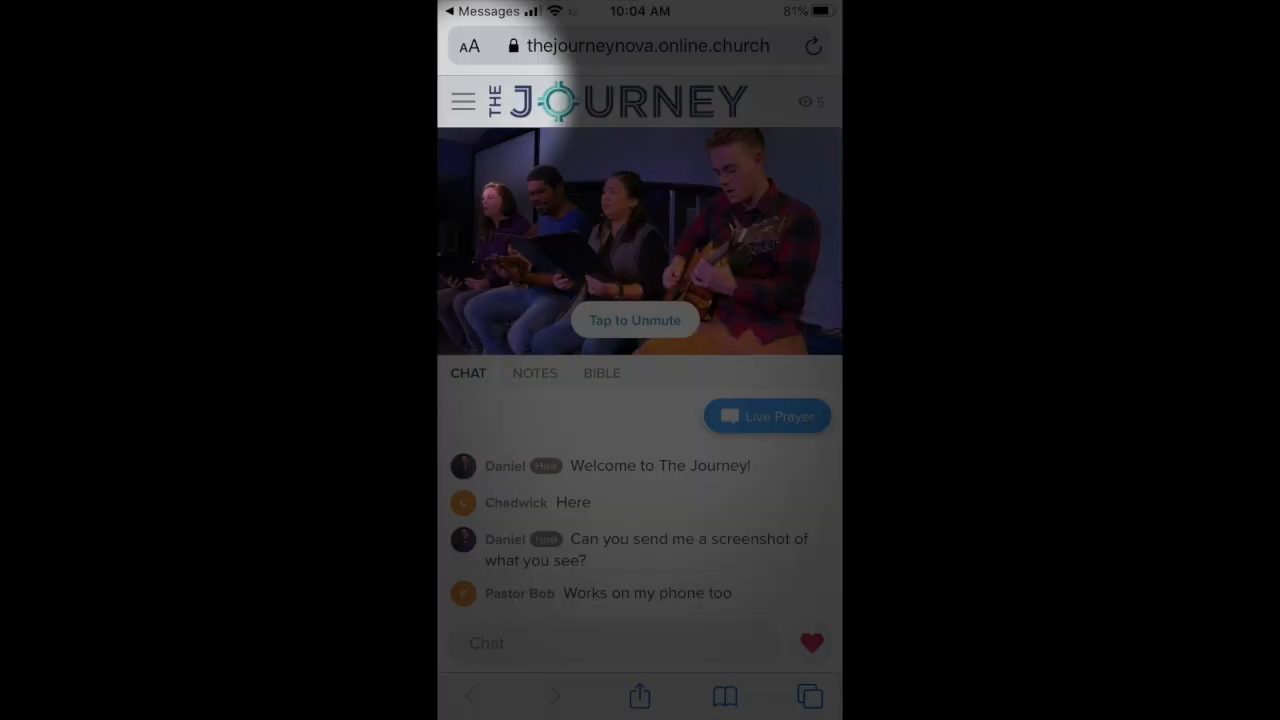 Messages 10:04 AM 81%
AA thejourneynova.online.church
THE JOURNEY 5
Tap to Unmute
CHAT NOTES BIBLE
Live Prayer
Daniel Host Welcome to The Journey!
C Chadwick Here
Daniel Host Can you send me a screenshot of
what you see?
P Pastor Bob Works on my phone too
Chat